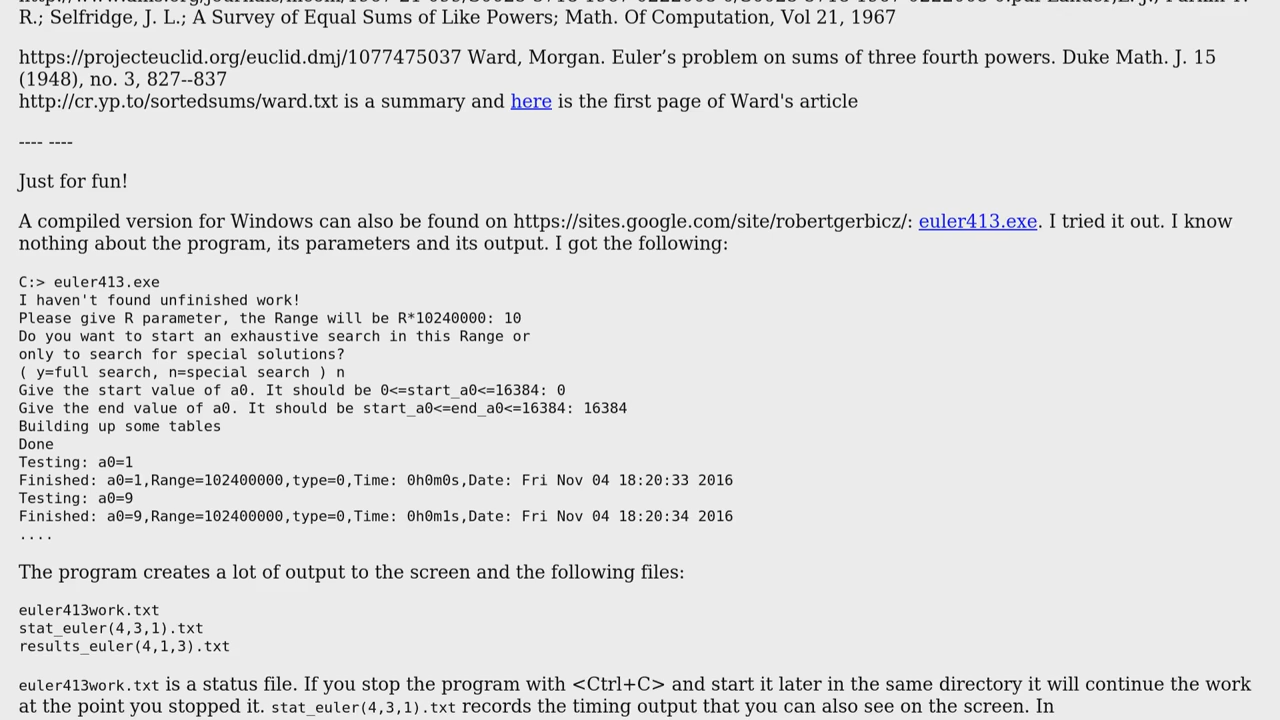 R.; Selfridge, J. L.; A Survey of Equal Sums of Like Powers; Math. Of Computation, Vol 21, 1967
https://projecteuclid.org/euclid.dmj/1077475037 Ward, Morgan. Euler’s problem on sums of three fourth powers. Duke Math. J. 15
(1948), no. 3, 827--837
http://cr.yp.to/sortedsums/ward.txt is a summary and here is the first page of Ward's article
---- ----
Just for fun!
A compiled version for Windows can also be found on https://sites.google.com/site/robertgerbicz/: euler413.exe. I tried it out. I know
nothing about the program, its parameters and its output. I got the following:
C:> euler413.exe
I haven't found unfinished work!
Please give R parameter, the Range will be R*10240000: 10
Do you want to start an exhaustive search in this Range or
only to search for special solutions?
( y=full search, n=special search ) n
Give the start value of a0. It should be 0<=start_a0<=16384: 0
Give the end value of a0. It should be start_a0<=end_a0<=16384: 16384
Building up some tables
Done
Testing: a0=1
Finished: a0=1,Range=102400000,type=0,Time: 0h0m0s,Date: Fri Nov 04 18:20:33 2016
Testing: a0=9
Finished: a0=9,Range=102400000,type=0,Time: 0h0m1s,Date: Fri Nov 04 18:20:34 2016
....
The program creates a lot of output to the screen and the following files:
euler413work.txt
stat_euler(4,3,1).txt
results_euler(4,1,3).txt
euler413work.txt is a status file. If you stop the program with <Ctrl+C> and start it later in the same directory it will continue the work
at the point you stopped it. stat_euler(4,3,1).txt records the timing output that you can also see on the screen. In